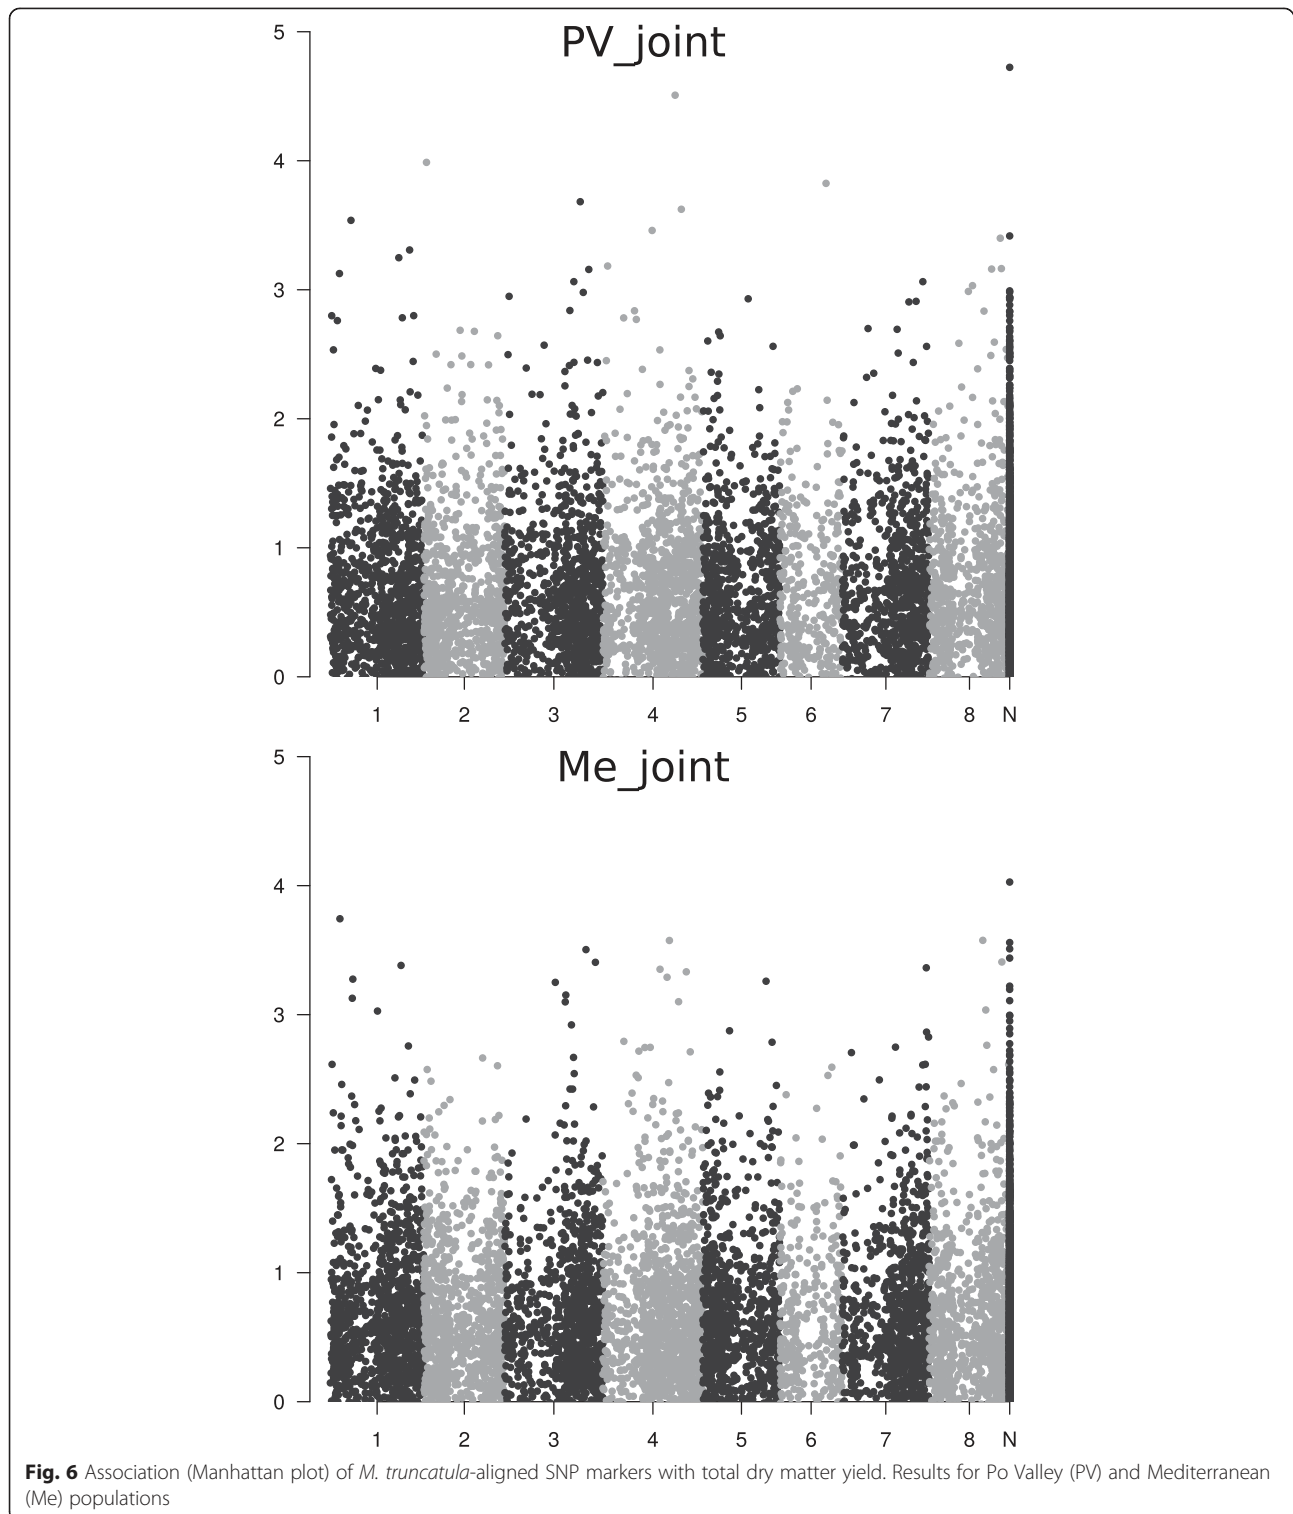 PV_joint
5
4
3
2
1
0
1 2 3 4 5 6 7 8 N
Me_joint
5
4
3
2
1
0
1 2 3 4 5 6 7 8 N
Fig. 6 Association (Manhattan plot) of M. truncatula-aligned SNP markers with total dry matter yield. Results for Po Valley (PV) and Mediterranean
(Me) populations